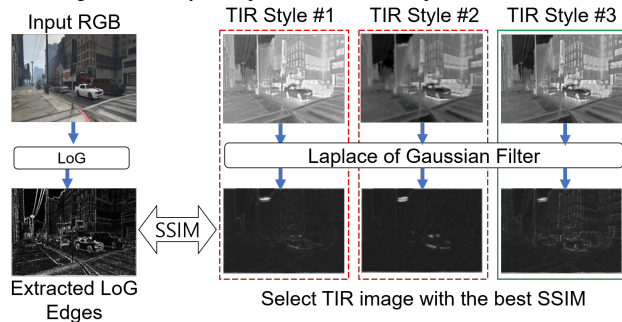 Input RGB
TIR Style #1
TIR Style #2
TIR Style #3
LoG
Laplace of Gaussian Filter
SSIM
Extracted LoG
Edges
Select TIR image with the best SSIM